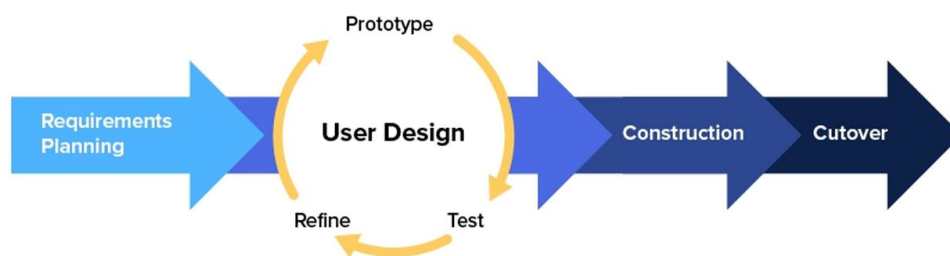 Prototype
Requirements
Planning
User Design
Construction
Cutover
Refine
Test